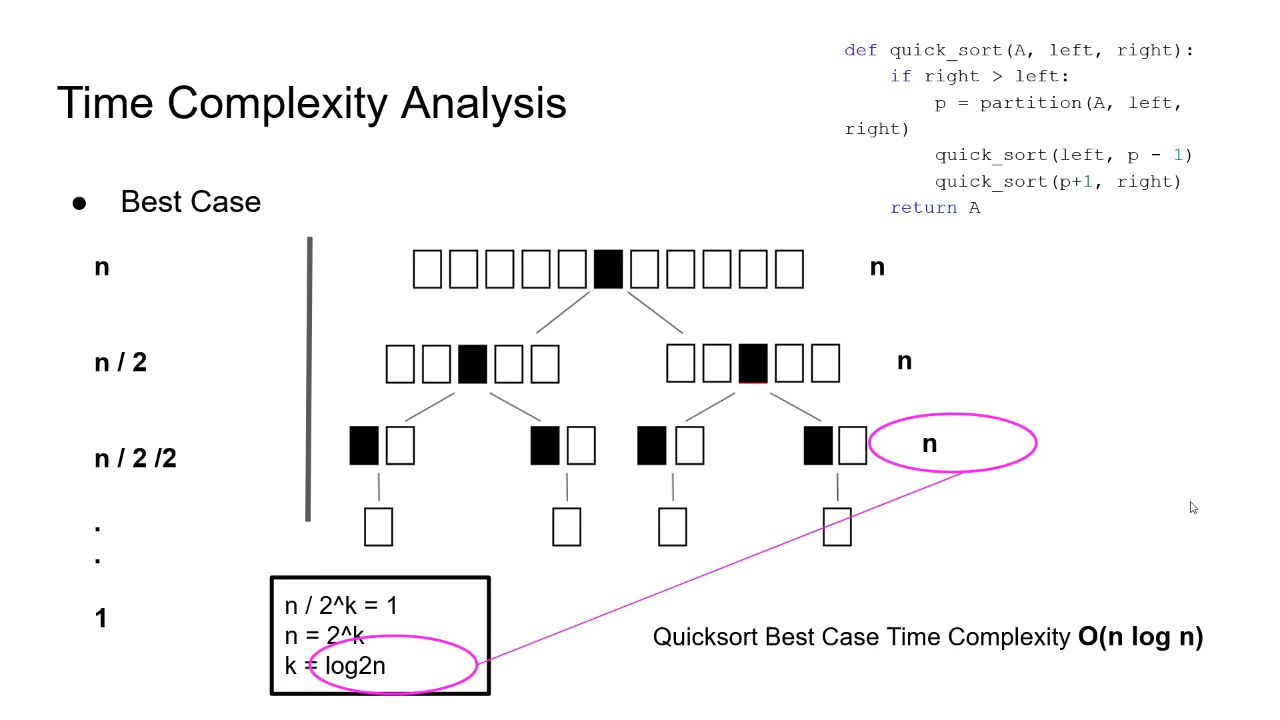 def quick_sort(A, left, right):
    if right > left:
        p = partition(A, left,
right)
        quick_sort(left, p - 1)
        quick_sort(p+1, right)
    return A
Time Complexity Analysis
● Best Case
n
n
n / 2
n
n / 2 /2
n
.
.
1
n / 2^k = 1
n = 2^k
k = log2n
Quicksort Best Case Time Complexity O(n log n)